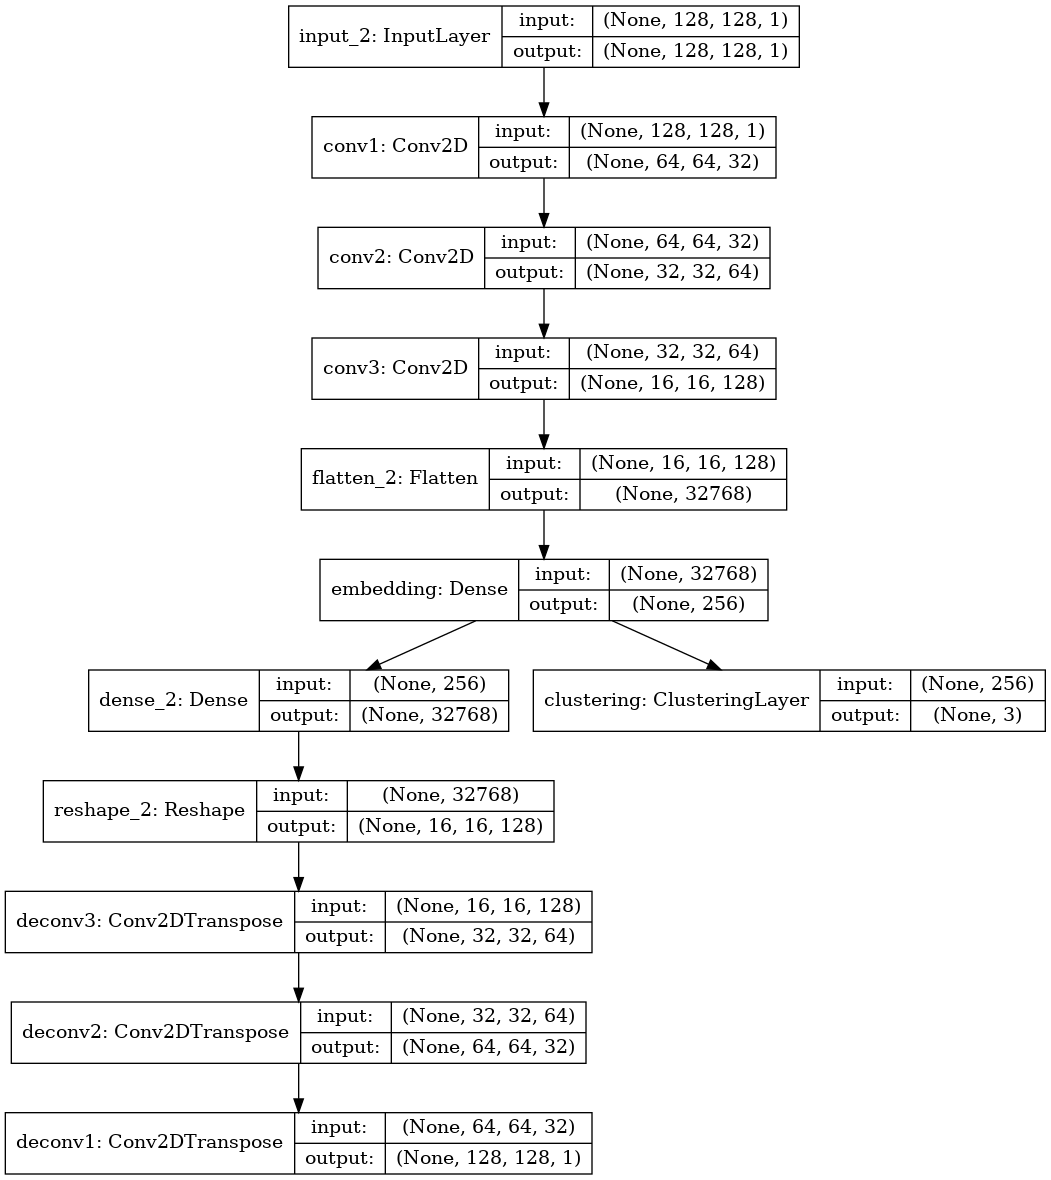 input_2: InputLayer
input: (None, 128, 128, 1)
output: (None, 128, 128, 1)
conv1: Conv2D
input: (None, 128, 128, 1)
output: (None, 64, 64, 32)
conv2: Conv2D
input: (None, 64, 64, 32)
output: (None, 32, 32, 64)
conv3: Conv2D
input: (None, 32, 32, 64)
output: (None, 16, 16, 128)
flatten_2: Flatten
input: (None, 16, 16, 128)
output: (None, 32768)
embedding: Dense
input: (None, 32768)
output: (None, 256)
dense_2: Dense
input: (None, 256)
output: (None, 32768)
clustering: ClusteringLayer
input: (None, 256)
output: (None, 3)
reshape_2: Reshape
input: (None, 32768)
output: (None, 16, 16, 128)
deconv3: Conv2DTranspose
input: (None, 16, 16, 128)
output: (None, 32, 32, 64)
deconv2: Conv2DTranspose
input: (None, 32, 32, 64)
output: (None, 64, 64, 32)
deconv1: Conv2DTranspose
input: (None, 64, 64, 32)
output: (None, 128, 128, 1)